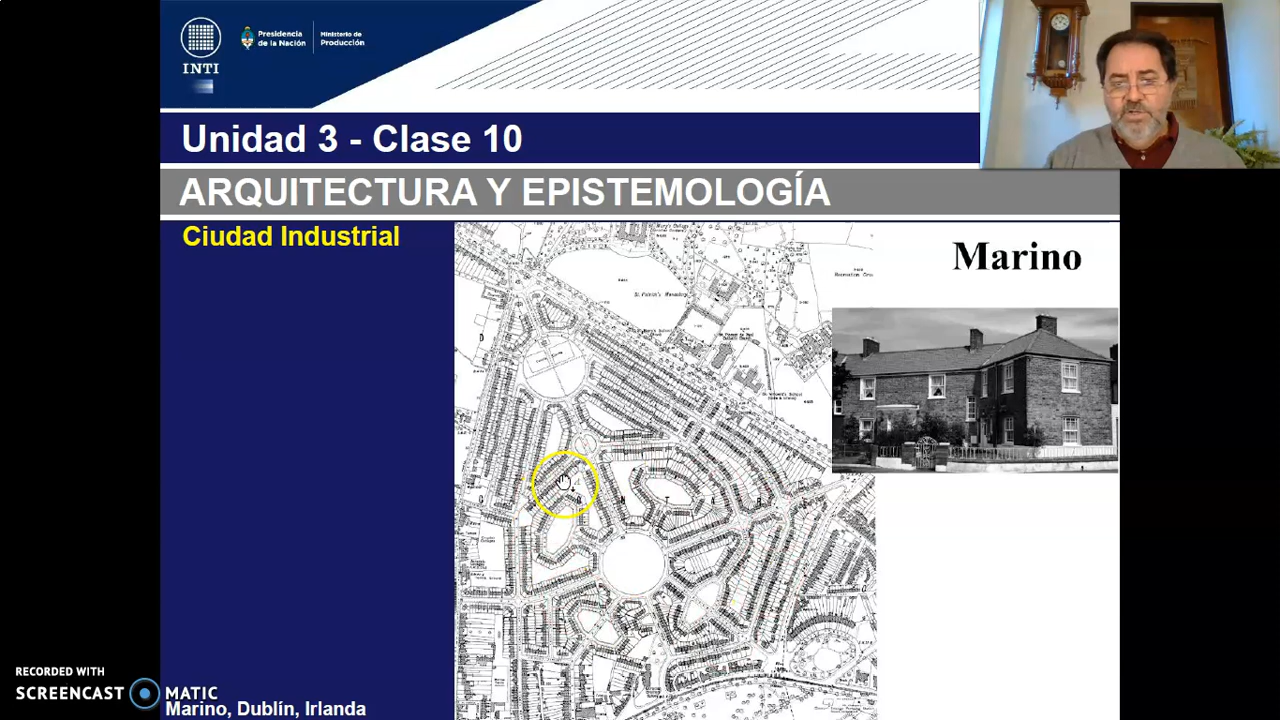 INTI
Presidencia
de la Nación
Ministerio de
Producción
Unidad 3 - Clase 10
ARQUITECTURA Y EPISTEMOLOGÍA
Ciudad Industrial
Marino
RECORDED WITH
SCREENCAST MATIC
Marino, Dublín, Irlanda